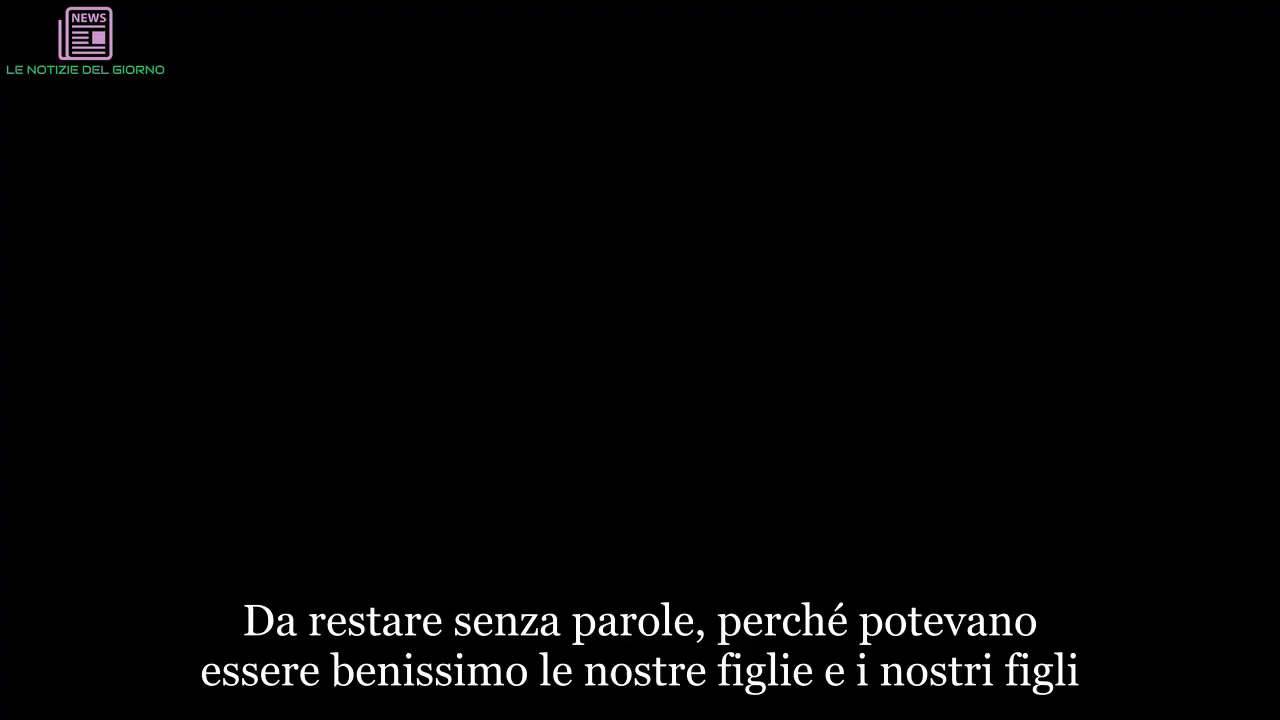 NEWS
LE NOTIZIE DEL GIORNO
Da restare senza parole, perché potevano
essere benissimo le nostre figlie e i nostri figli